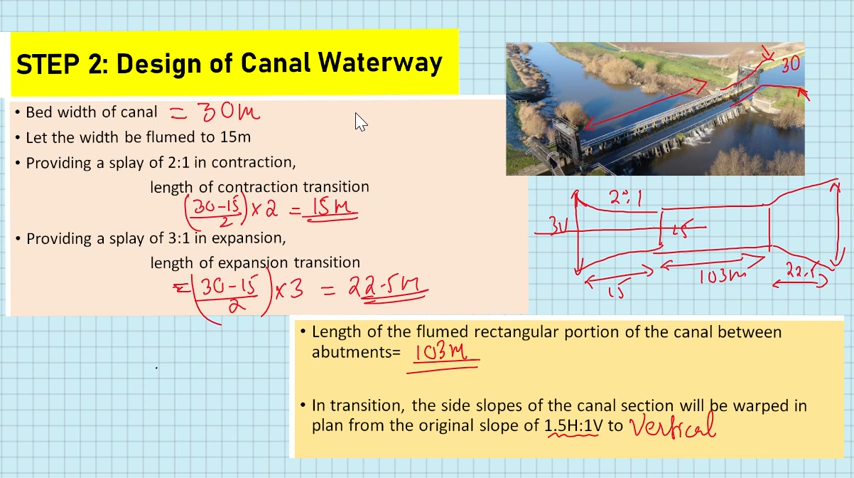 STEP 2: Design of Canal Waterway
• Bed width of canal = 30m
• Let the width be flumed to 15m
• Providing a splay of 2:1 in contraction,
length of contraction transition
(30-15/2) × 2 = 15m
• Providing a splay of 3:1 in expansion,
length of expansion transition
= (30-15/2) × 3 = 22.5m
30
2:1
30
15
15
103m
22.5
• Length of the flumed rectangular portion of the canal between
abutments= 103m
• In transition, the side slopes of the canal section will be warped in
plan from the original slope of 1.5H:1V to Vertical